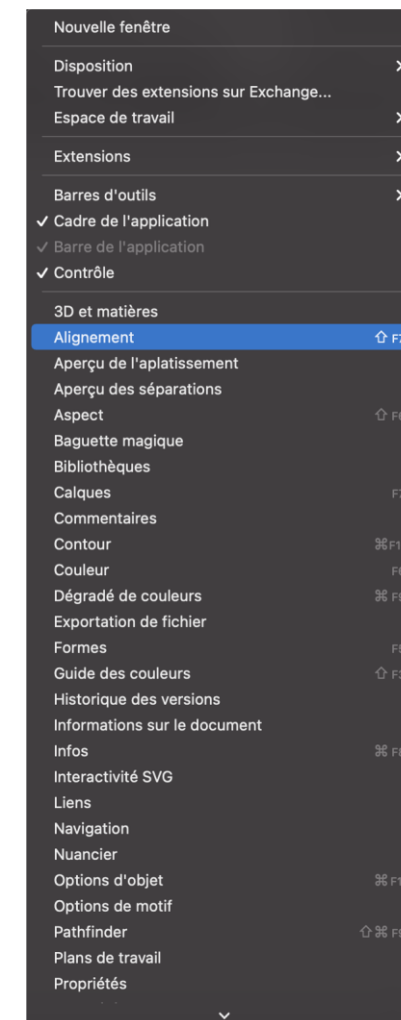 Nouvelle fenêtre
Disposition
Trouver des extensions sur Exchange...
Espace de travail
Extensions
Barres d'outils
✓ Cadre de l'application
✓ Barre de l'application
✓ Contrôle
3D et matières
Alignement ⇧
Aperçu de l'aplatissement
Aperçu des séparations
Aspect ⇧
Baguette magique
Bibliothèques
Calques
Commentaires
Contour ⌘
Couleur
Dégradé de couleurs ⌘
Exportation de fichier
Formes
Guide des couleurs ⇧
Historique des versions
Informations sur le document
Infos ⌘
Interactivité SVG
Liens
Navigation
Nuancier
Options d'objet ⌘
Options de motif
Pathfinder ⇧⌘
Plans de travail
Propriétés